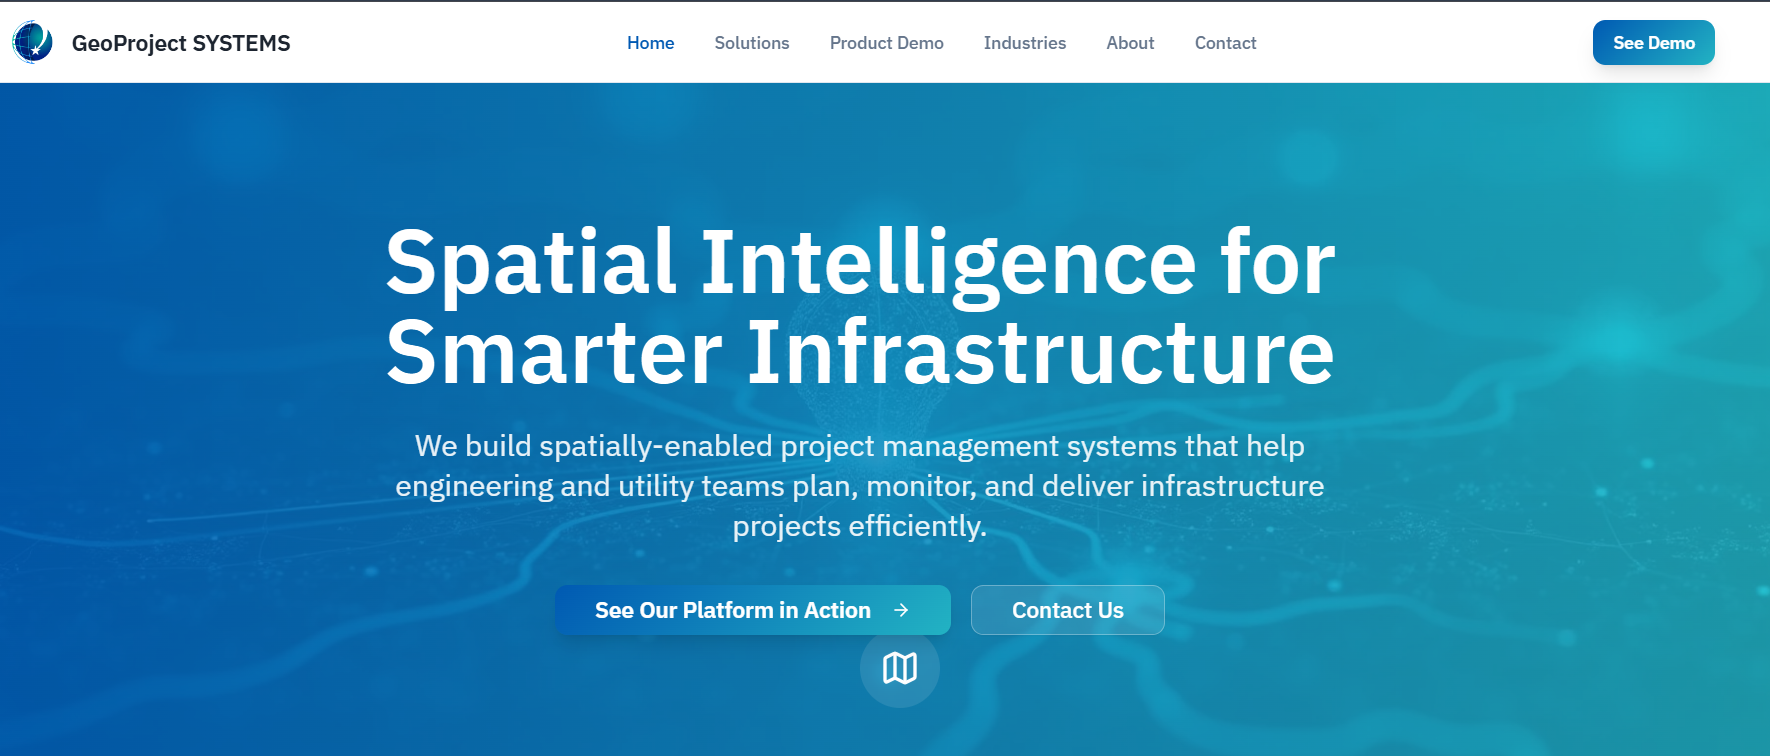 GeoProject SYSTEMS
Home
Solutions
Product Demo
Industries
About
Contact
See Demo
Spatial Intelligence for
Smarter Infrastructure
We build spatially-enabled project management systems that help
engineering and utility teams plan, monitor, and deliver infrastructure
projects efficiently.
See Our Platform in Action →
Contact Us